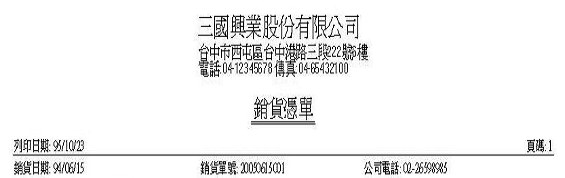 三國興業股份有限公司
台中市西屯區台中港路三段222號8樓
電話:04-12345678 傳真:04-65432100
銷貨憑單
列印日期: 95/10/23 頁碼: 1
銷貨日期: 94/06/15 銷貨單號: 20050615001 公司電話: 02-26598985